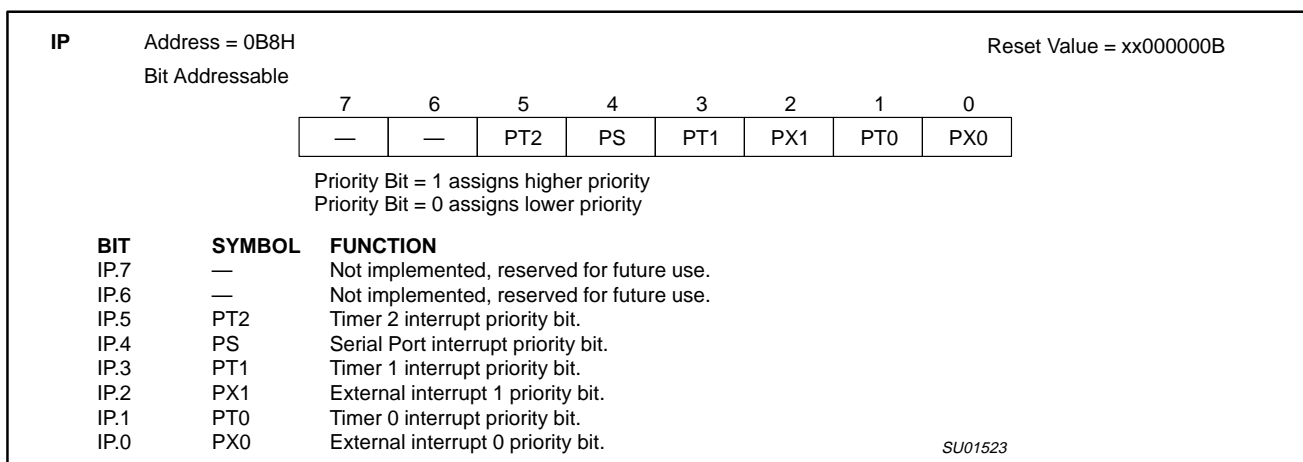 IP Address = 0B8H Reset Value = xx000000B
Bit Addressable
7 6 5 4 3 2 1 0
— — PT2 PS PT1 PX1 PT0 PX0
Priority Bit = 1 assigns higher priority
Priority Bit = 0 assigns lower priority
BIT SYMBOL FUNCTION
IP.7 — Not implemented, reserved for future use.
IP.6 — Not implemented, reserved for future use.
IP.5 PT2 Timer 2 interrupt priority bit.
IP.4 PS Serial Port interrupt priority bit.
IP.3 PT1 Timer 1 interrupt priority bit.
IP.2 PX1 External interrupt 1 priority bit.
IP.1 PT0 Timer 0 interrupt priority bit.
IP.0 PX0 External interrupt 0 priority bit.
SU01523